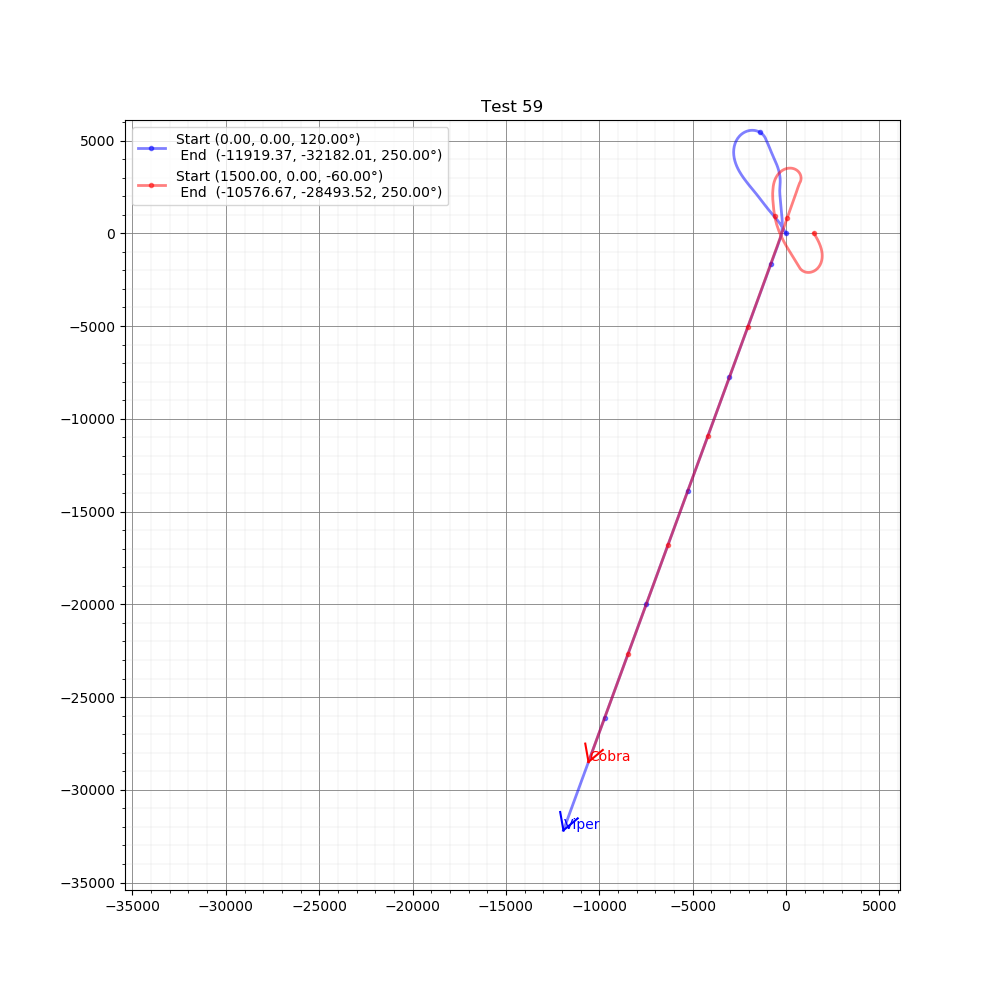 Test 59
Start (0.00, 0.00, 120.00°)
End (-11919.37, -32182.01, 250.00°)
Start (1500.00, 0.00, -60.00°)
End (-10576.67, -28493.52, 250.00°)
5000
0
−5000
−10000
−15000
−20000
−25000
−30000
−35000
Cobra
Viper
−35000 −30000 −25000 −20000 −15000 −10000 −5000 0 5000